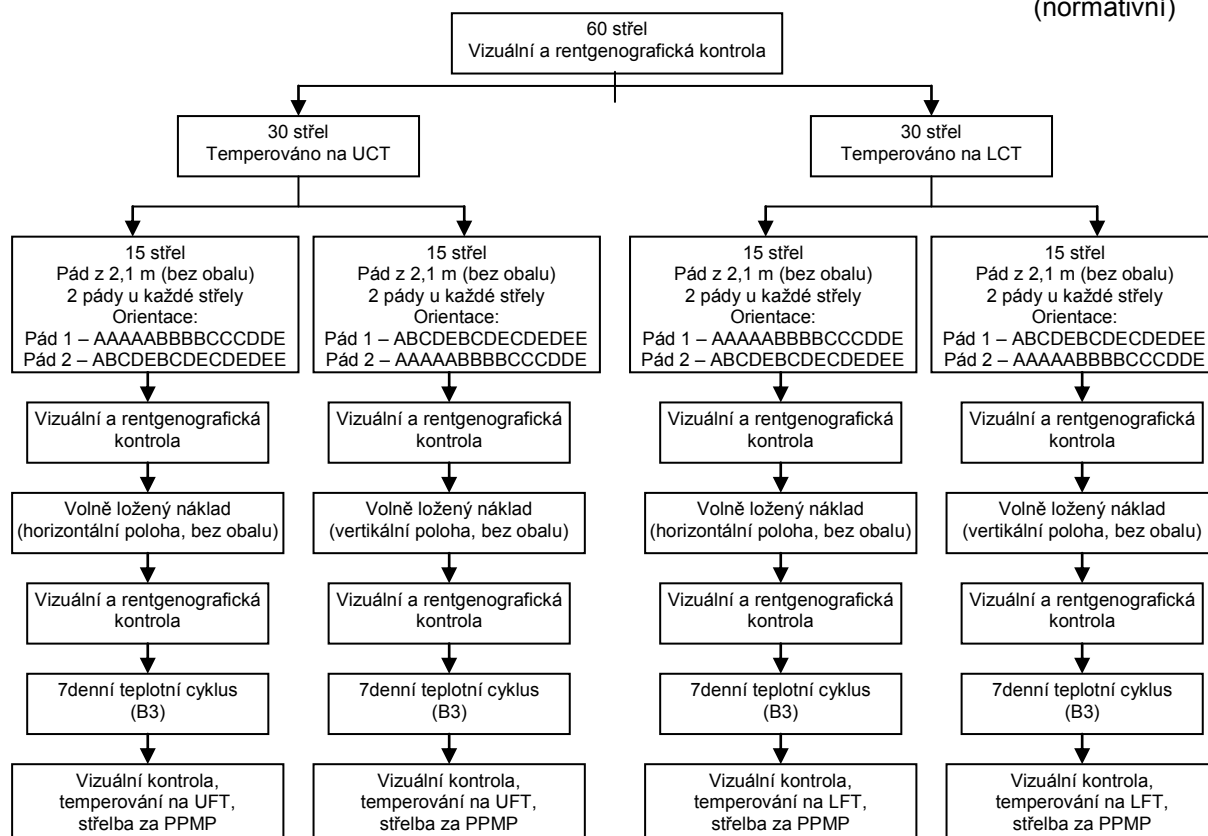 (normativní)
60 střel
Vizuální a rentgenografická kontrola
30 střel
Temperováno na UCT
30 střel
Temperováno na LCT
15 střel
Pád z 2,1 m (bez obalu)
2 pády u každé střely
Orientace:
Pád 1 – AAAAABBBBCCCDDE
Pád 2 – ABCDEBCDECDEDEE
15 střel
Pád z 2,1 m (bez obalu)
2 pády u každé střely
Orientace:
Pád 1 – ABCDEBCDECDEDEE
Pád 2 – AAAAABBBBCCCDDE
15 střel
Pád z 2,1 m (bez obalu)
2 pády u každé střely
Orientace:
Pád 1 – AAAAABBBBCCCDDE
Pád 2 – ABCDEBCDECDEDEE
15 střel
Pád z 2,1 m (bez obalu)
2 pády u každé střely
Orientace:
Pád 1 – ABCDEBCDECDEDEE
Pád 2 – AAAAABBBBCCCDDE
Vizuální a rentgenografická
kontrola
Vizuální a rentgenografická
kontrola
Vizuální a rentgenografická
kontrola
Vizuální a rentgenografická
kontrola
Volně ložený náklad
(horizontální poloha, bez obalu)
Volně ložený náklad
(vertikální poloha, bez obalu)
Volně ložený náklad
(horizontální poloha, bez obalu)
Volně ložený náklad
(vertikální poloha, bez obalu)
Vizuální a rentgenografická
kontrola
Vizuální a rentgenografická
kontrola
Vizuální a rentgenografická
kontrola
Vizuální a rentgenografická
kontrola
7denní teplotní cyklus
(B3)
7denní teplotní cyklus
(B3)
7denní teplotní cyklus
(B3)
7denní teplotní cyklus
(B3)
Vizuální kontrola,
temperování na UFT,
střelba za PPMP
Vizuální kontrola,
temperování na UFT,
střelba za PPMP
Vizuální kontrola,
temperování na LFT,
střelba za PPMP
Vizuální kontrola,
temperování na LFT,
střelba za PPMP